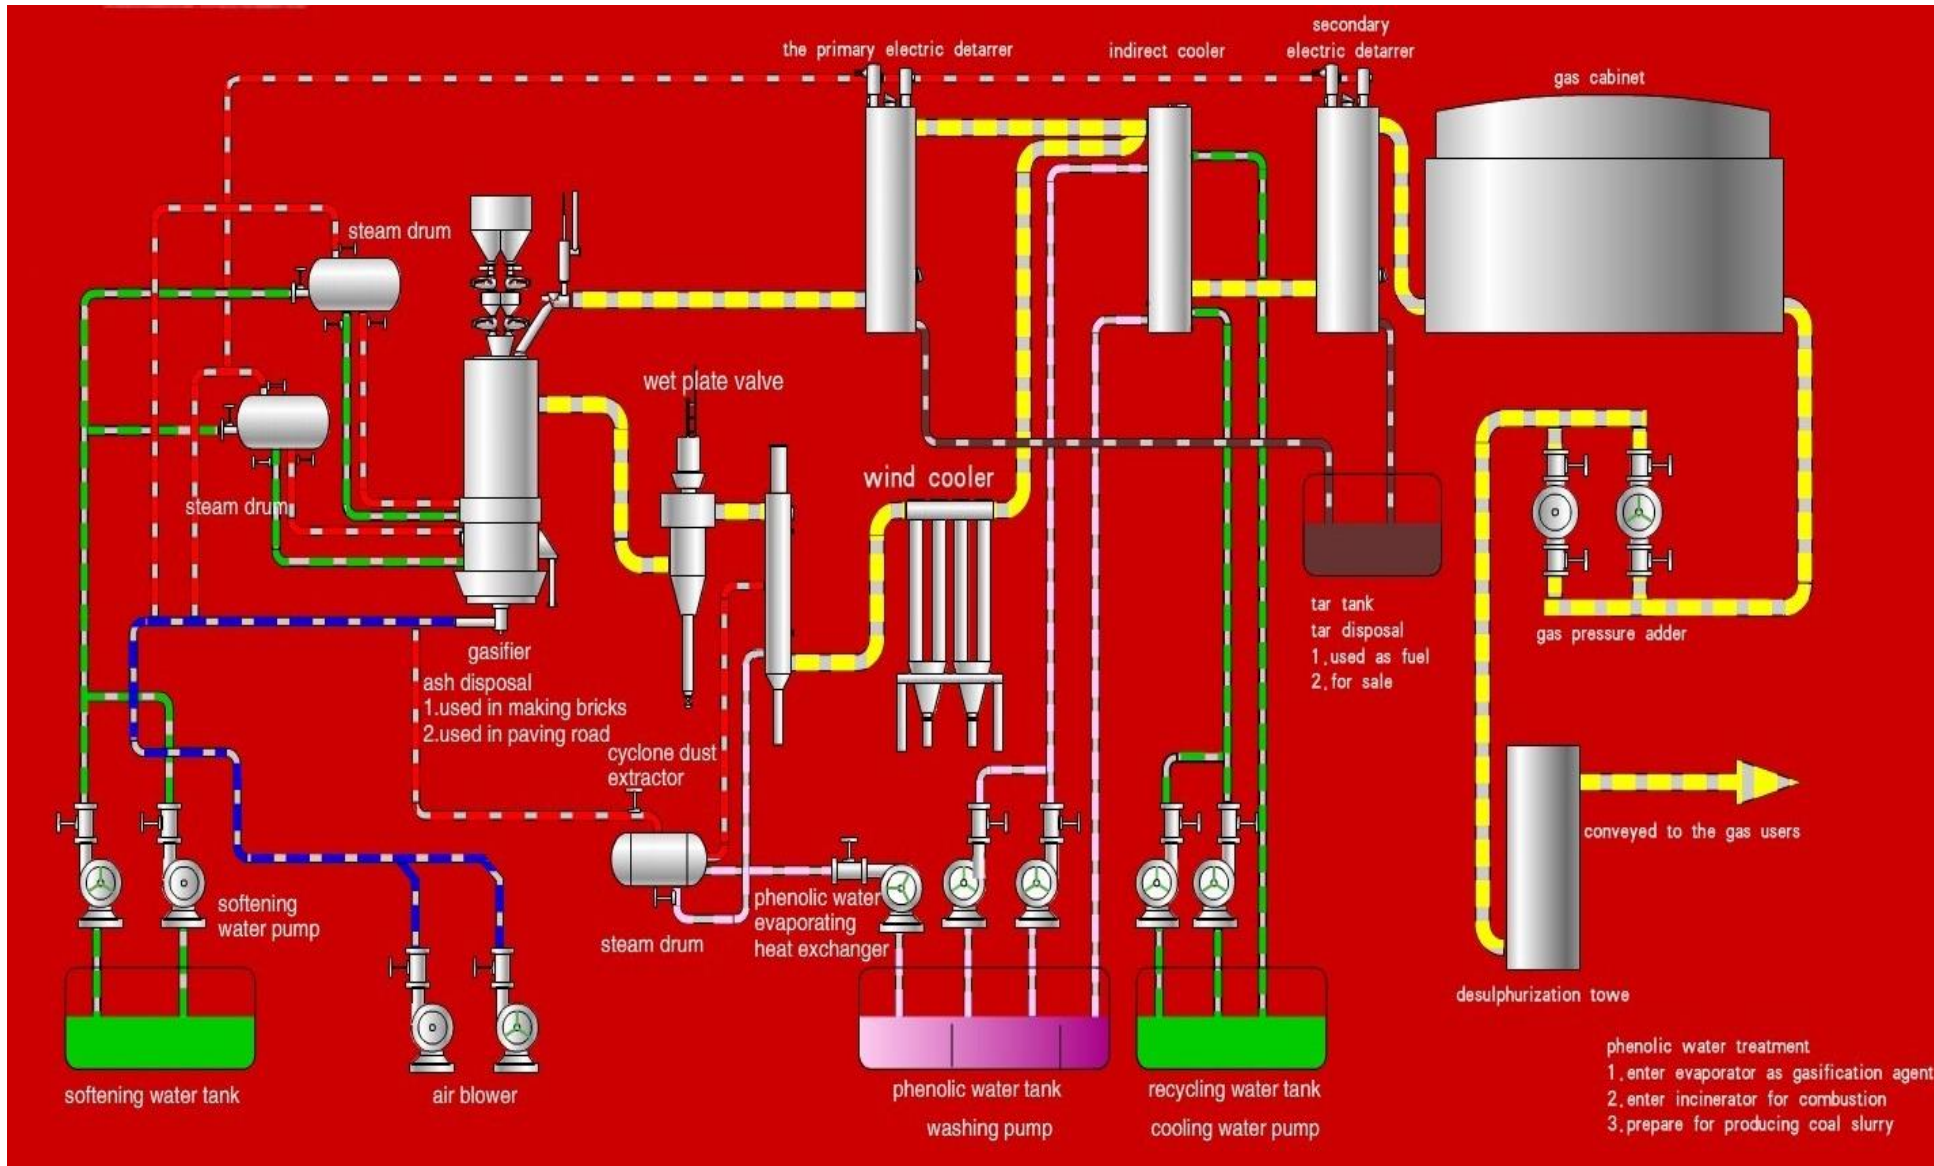 secondary
the primary electric detarrer
indirect cooler
electric detarrer
gas cabinet
steam drum
wet plate valve
wind cooler
steam drum
tar tank
tar disposal
1.used as fuel
2.for sale
gas pressure adder
gasifier
ash disposal
1.used in making bricks
2.used in paving road
cyclone dust
extractor
conveyed to the gas users
softening
water pump
steam drum
phenolic water
evaporating
heat exchanger
desulphurization towe
softening water tank
air blower
phenolic water tank
washing pump
recycling water tank
cooling water pump
phenolic water treatment
1.enter evaporator as gasification agent
2.enter incinerator for combustion
3.prepare for producing coal slurry